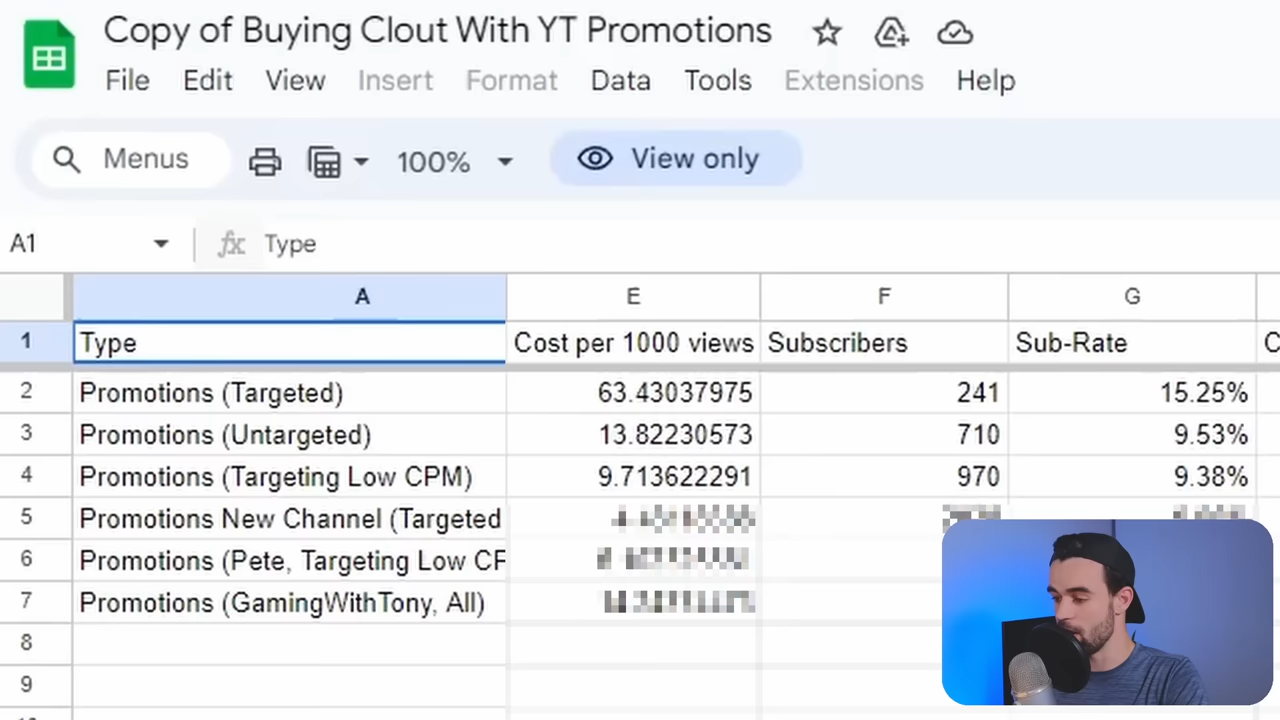 Copy of Buying Clout With YT Promotions
File Edit View Insert Format Data Tools Extensions Help
Menus 100% View only
A1 fx Type
A E F G
1 Type Cost per 1000 views Subscribers Sub-Rate C
2 Promotions (Targeted) 63.43037975 241 15.25%
3 Promotions (Untargeted) 13.82230573 710 9.53%
4 Promotions (Targeting Low CPM) 9.713622291 970 9.38%
5 Promotions New Channel (Targeted
6 Promotions (Pete, Targeting Low CF
7 Promotions (GamingWithTony, All)
8
9